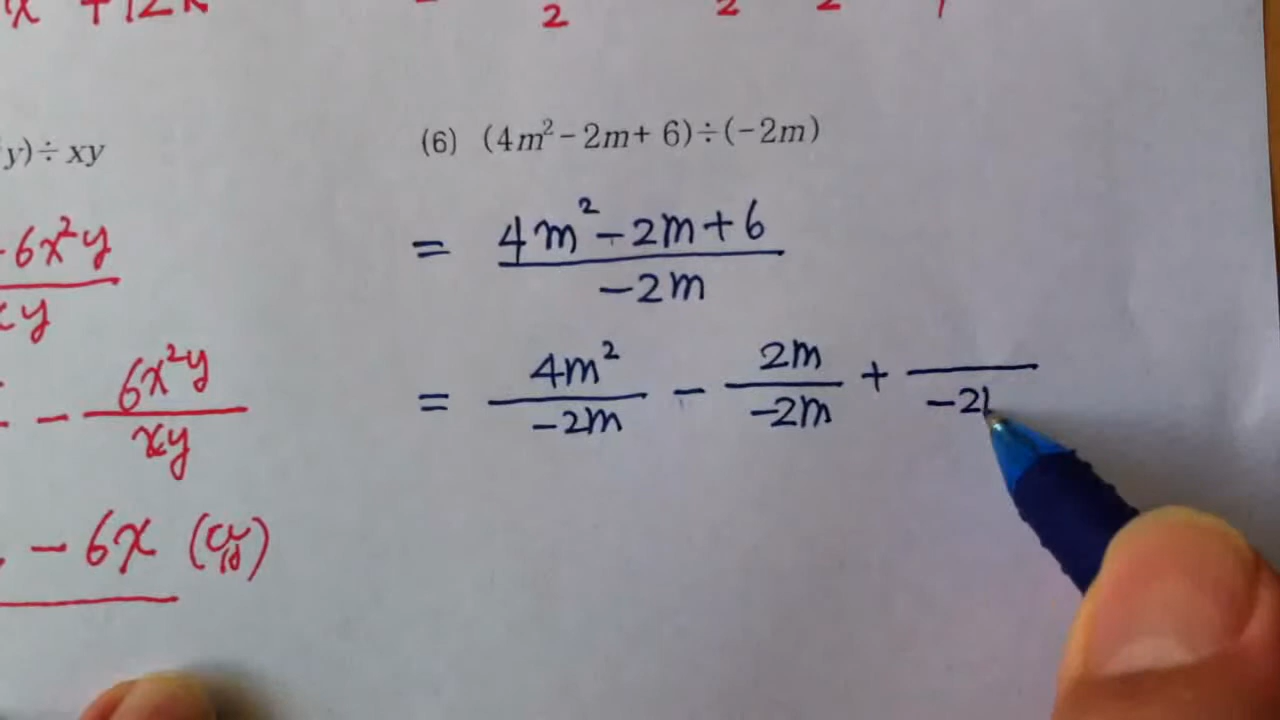 y) ÷ xy
- 6x²y
xy
- 6x²y / xy
- 6x
(6) (4m² - 2m + 6) ÷ (-2m)
= 4m² - 2m + 6 / -2m
= 4m² / -2m - 2m / -2m + / -2